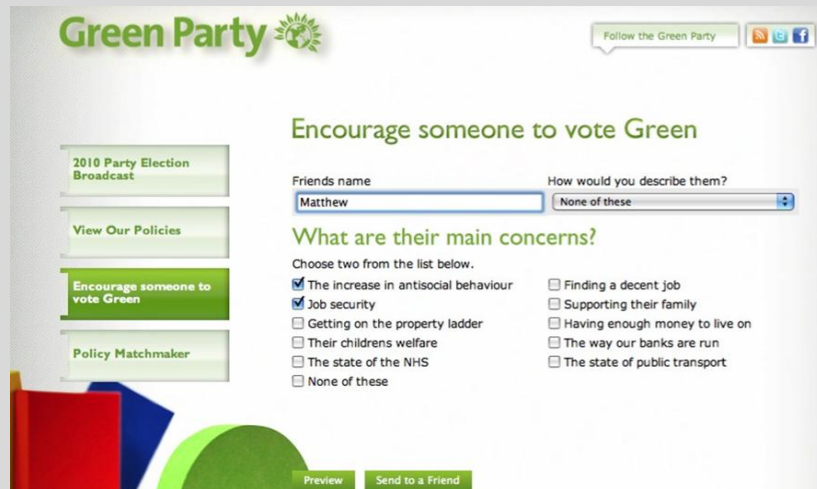 Green Party
Follow the Green Party
2010 Party Election
Broadcast
View Our Policies
Encourage someone to
vote Green
Policy Matchmaker
Encourage someone to vote Green
Friends name
How would you describe them?
Matthew
None of these
What are their main concerns?
Choose two from the list below.
The increase in antisocial behaviour
Finding a decent job
Job security
Supporting their family
Getting on the property ladder
Having enough money to live on
Their childrens welfare
The way our banks are run
The state of the NHS
The state of public transport
None of these
Preview
Send to a Friend